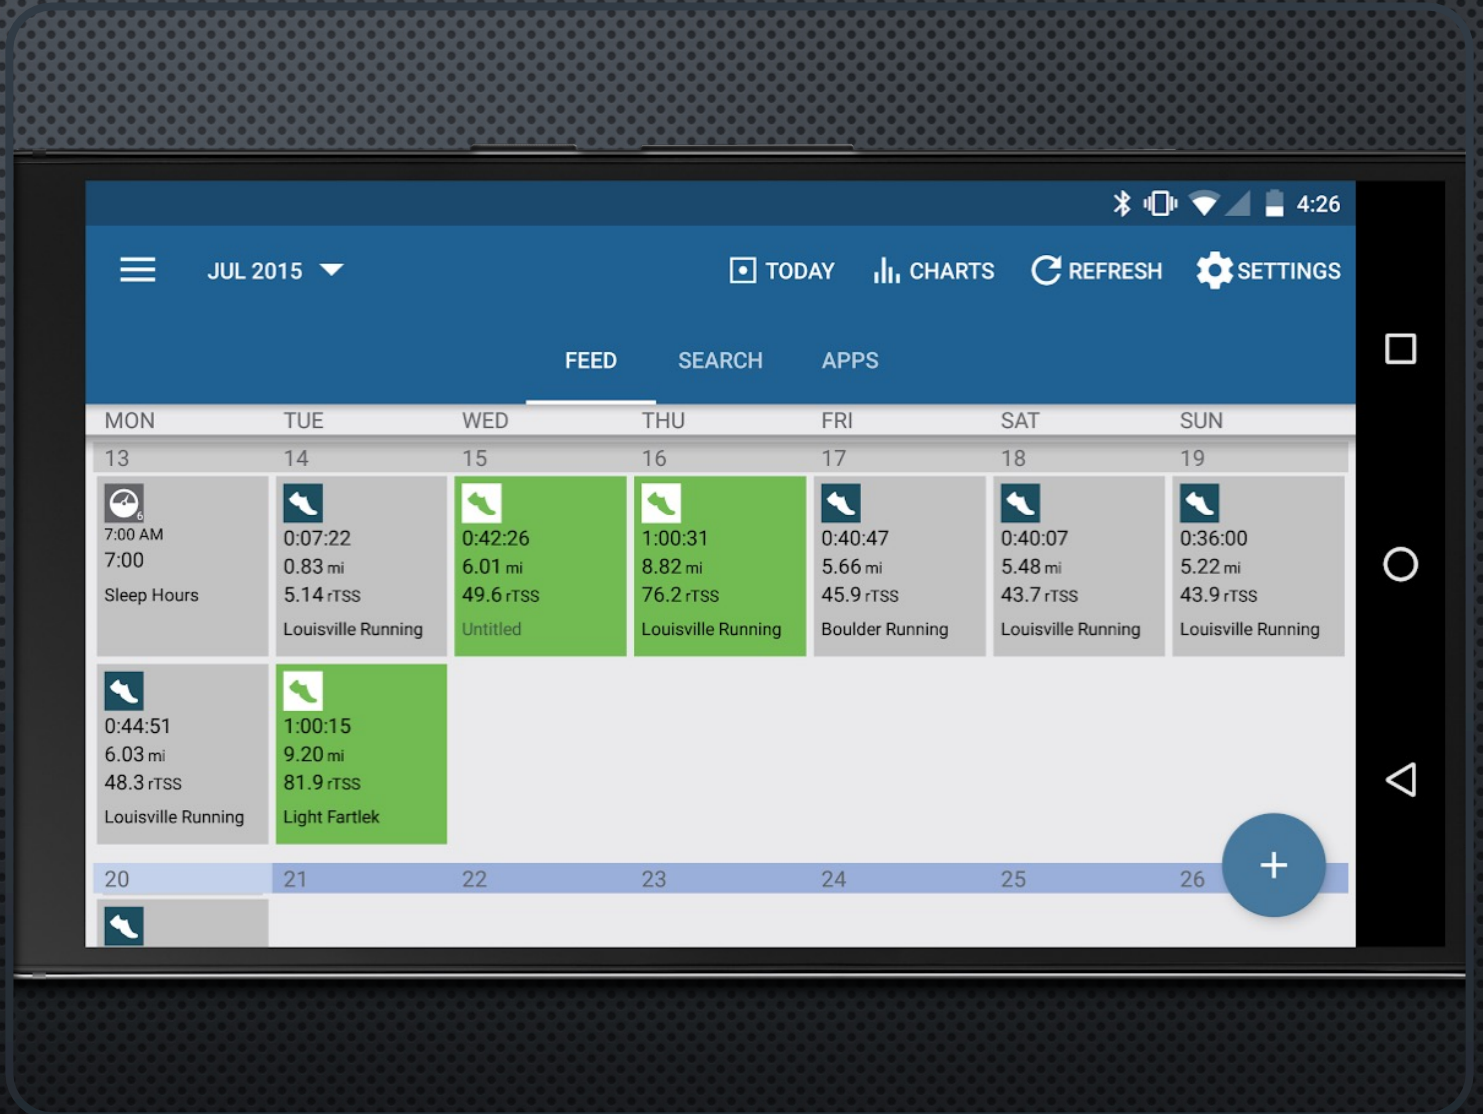 4:26
JUL 2015
TODAY
CHARTS
REFRESH
SETTINGS
FEED
SEARCH
APPS
MON TUE WED THU FRI SAT SUN
13 14 15 16 17 18 19
6
7:00 AM
7:00
Sleep Hours
0:07:22
0.83 mi
5.14 rTSS
Louisville Running
0:42:26
6.01 mi
49.6 rTSS
Untitled
1:00:31
8.82 mi
76.2 rTSS
Louisville Running
0:40:47
5.66 mi
45.9 rTSS
Boulder Running
0:40:07
5.48 mi
43.7 rTSS
Louisville Running
0:36:00
5.22 mi
43.9 rTSS
Louisville Running
0:44:51
6.03 mi
48.3 rTSS
Louisville Running
1:00:15
9.20 mi
81.9 rTSS
Light Fartlek
20 21 22 23 24 25 26
+